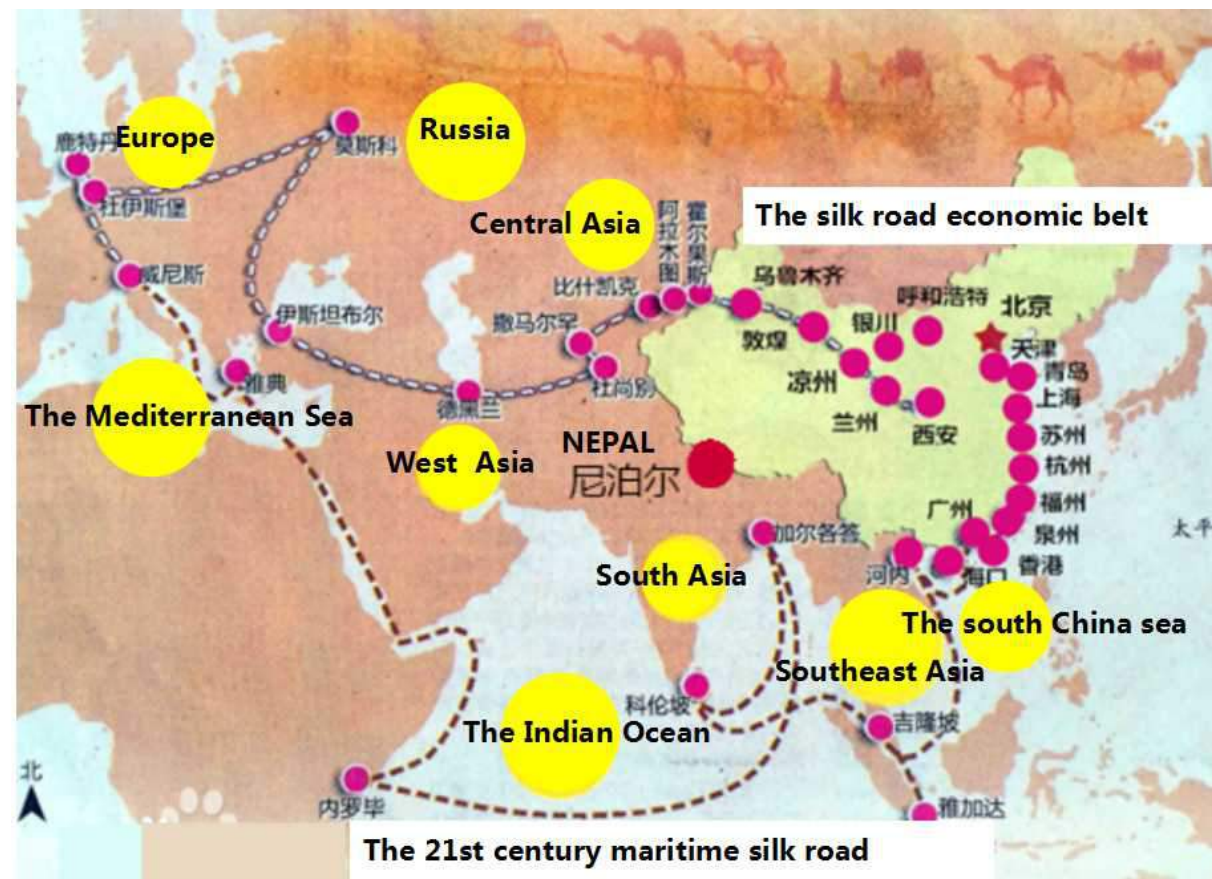 鹿特丹
Europe
莫斯科
Russia
杜伊斯堡
Central Asia
阿拉木图
霍尔果斯
The silk road economic belt
威尼斯
比什凯克
乌鲁木齐
呼和浩特
北京
伊斯坦布尔
撒马尔罕
敦煌
银川
天津
雅典
杜尚别
凉州
青岛
德黑兰
上海
The Mediterranean Sea
兰州
西安
苏州
West Asia
NEPAL
尼泊尔
杭州
广州
福州
加尔各答
泉州
太平
South Asia
河内
海口
香港
The south China sea
Southeast Asia
科伦坡
吉隆坡
The Indian Ocean
北
内罗毕
雅加达
The 21st century maritime silk road